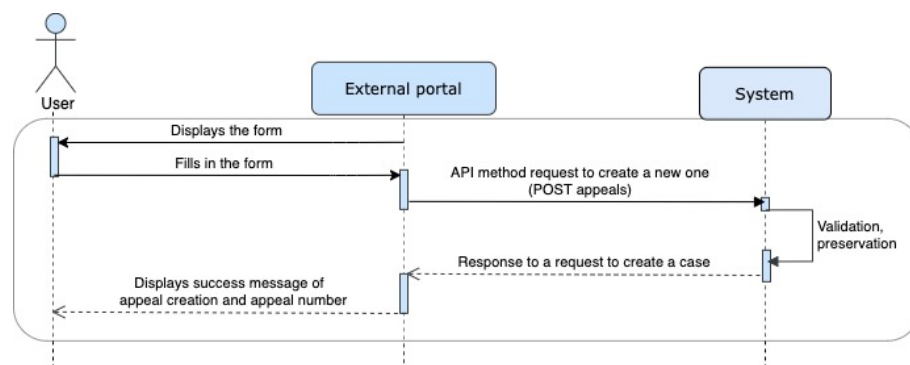 User
External portal
System
Displays the form
Fills in the form
API method request to create a new one
(POST appeals)
Validation,
preservation
Response to a request to create a case
Displays success message of
appeal creation and appeal number